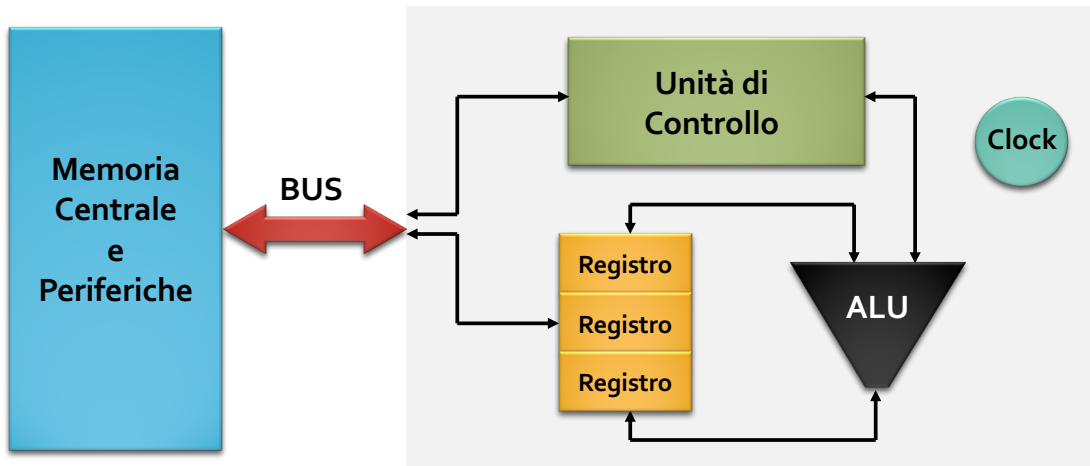 Memoria
Centrale
e
Periferiche
BUS
Unità di
Controllo
Clock
Registro
Registro
Registro
ALU